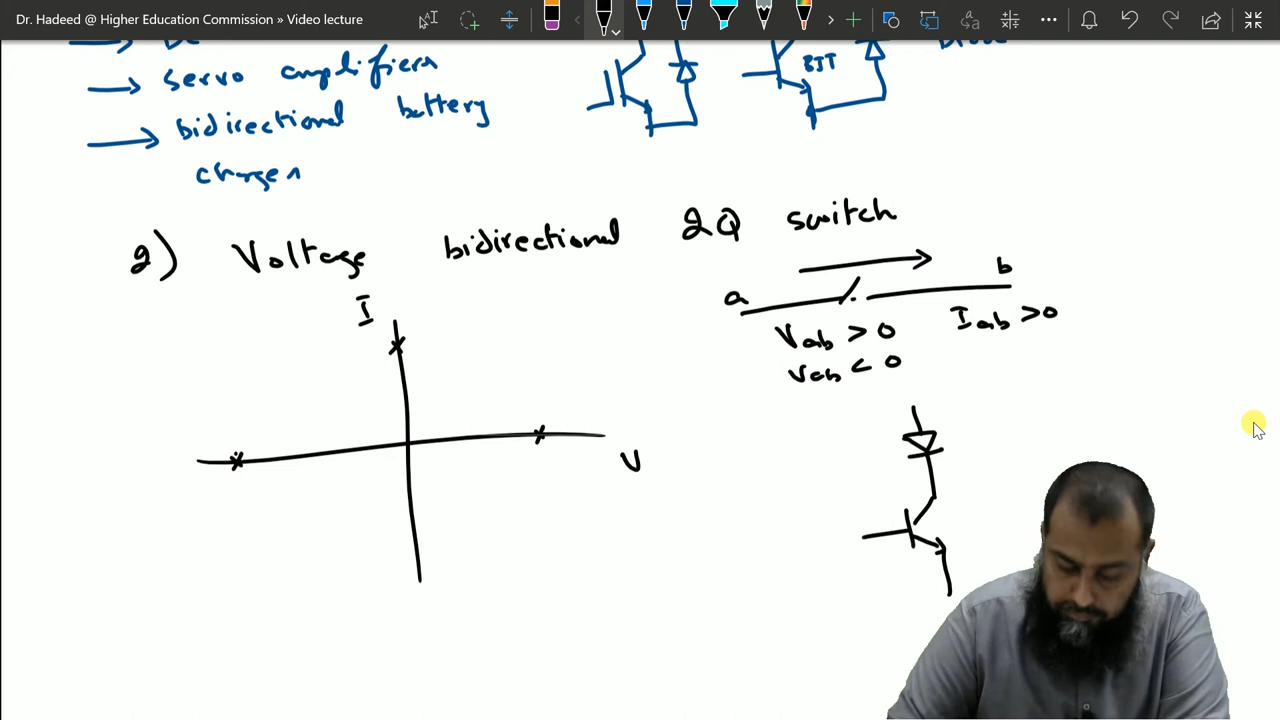 Dr. Hadeed @ Higher Education Commission » Video lecture
servo amplifiers
bidirectional battery
charger
BJT
2) Voltage bidirectional 2Q switch
I
V
a
b
Vab > 0
Iab > 0
Vab < 0